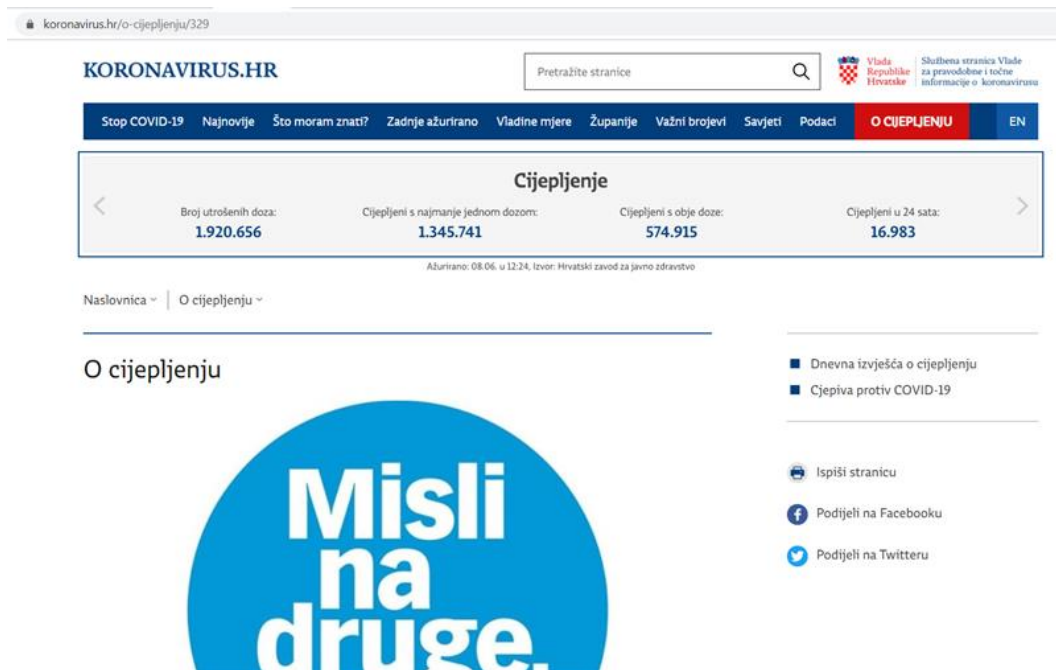 koronavirus.hr/o-cijepljenju/329
KORONAVIRUS.HR
Pretražite stranice
Vlada
Republike
Hrvatske
Službena stranica Vlade
za pravodobne i točne
informacije o koronavirusu
Stop COVID-19 Najnovije Što moram znati? Zadnje ažurirano Vladine mjere Županije Važni brojevi Savjeti Podaci O CIJEPLJENJU EN
Cijepljenje
Broj utrošenih doza: Cijepljeni s najmanje jednom dozom: Cijepljeni s obje doze: Cijepljeni u 24 sata:
1.920.656 1.345.741 574.915 16.983
Ažurirano: 08.06. u 12:24, Izvor: Hrvatski zavod za javno zdravstvo
Naslovnica O cijepljenju
O cijepljenju
Misli
na
druge.
Dnevna izvješća o cijepljenju
Cjepiva protiv COVID-19
Ispiši stranicu
Podijeli na Facebooku
Podijeli na Twitteru